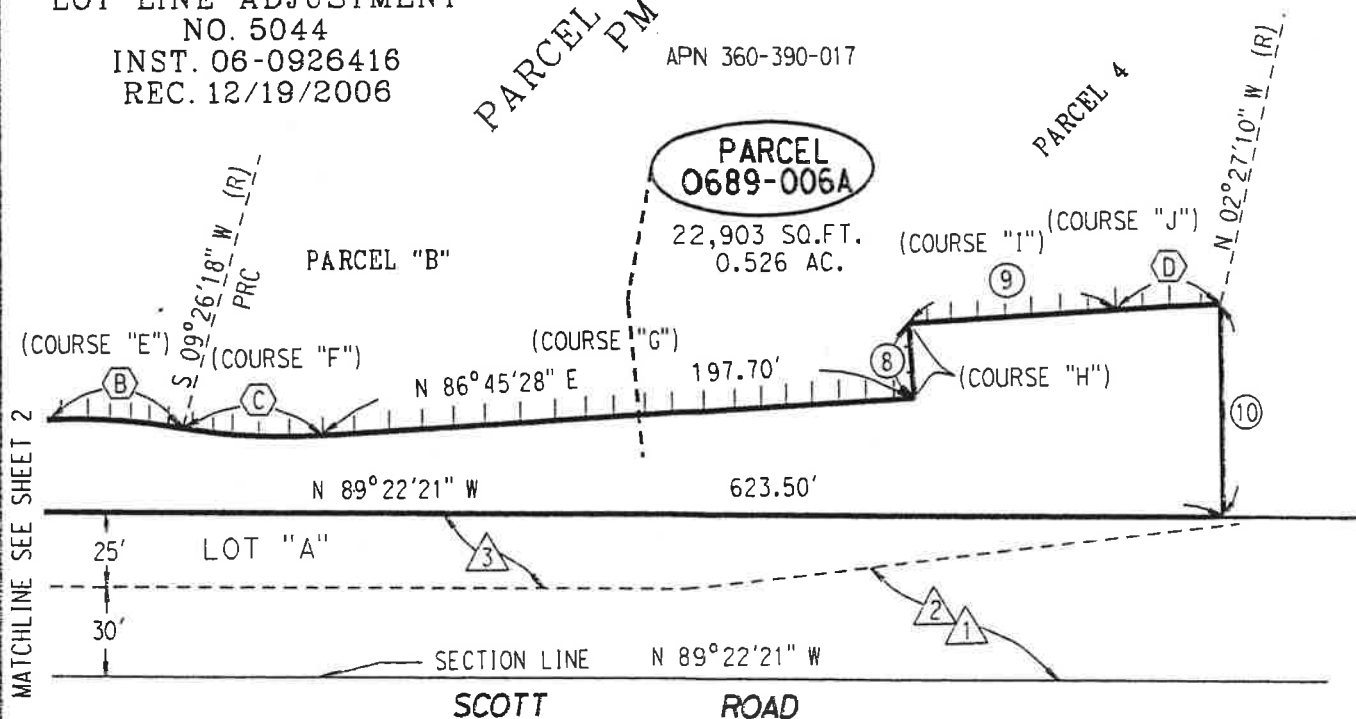 LOT LINE ADJUSTMENT
NO. 5044
INST. 06-0926416
REC. 12/19/2006
PARCEL
PM
APN 360-390-017
PARCEL 4
N 02°27'10" W (R)
PARCEL
0689-006A
22,903 SQ.FT.
0.526 AC.
S 09°26'18" W (R)
PRC
PARCEL "B"
(COURSE "I")
(COURSE "J")
9
D
(COURSE "E")
(COURSE "F")
(COURSE "G")
B
C
N 86°45'28" E
197.70'
8
(COURSE "H")
10
MATCHLINE SEE SHEET 2
N 89°22'21" W
623.50'
25'
LOT "A"
3
30'
2
1
SECTION LINE
N 89°22'21" W
SCOTT ROAD